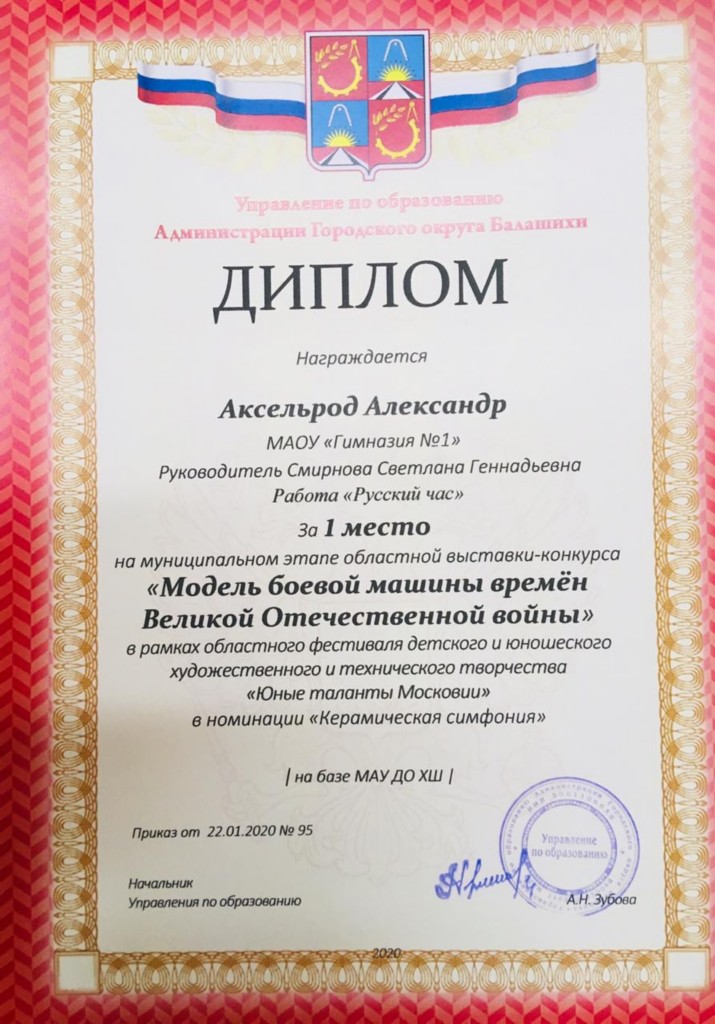 Управление по образованию
Администрации Городского округа Балашихи
ДИПЛОМ
Награждается
Аксельрод Александр
МАОУ «Гимназия №1»
Руководитель Смирнова Светлана Геннадьевна
Работа «Русский час»
За 1 место
на муниципальном этапе областной выставки-конкурса
«Модель боевой машины времён
Великой Отечественной войны»
в рамках областного фестиваля детского и юношеского
художественного и технического творчества
«Юные таланты Московии»
в номинации «Керамическая симфония»
| на базе МАУ ДО ХШ |
Приказ от 22.01.2020 № 95
Управление
по образованию
Начальник
Управления по образованию
А.Н. Зубова
2020